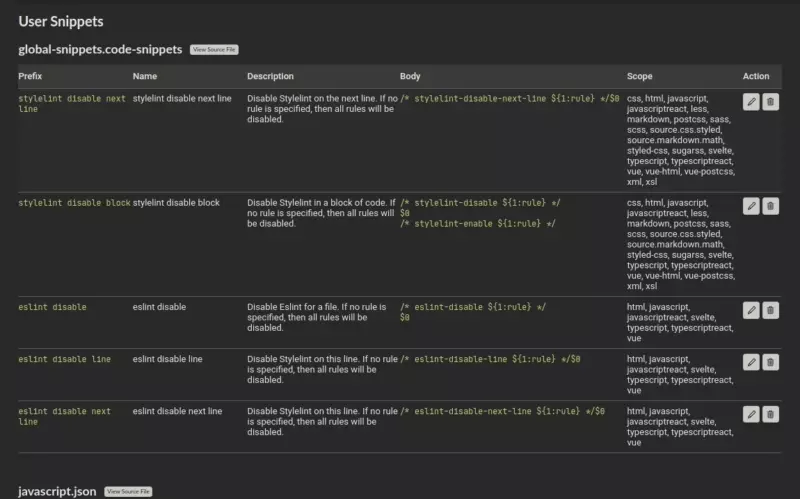 User Snippets
global-snippets.code-snippets View Source File
Prefix Name Description Body Scope Action
stylelint disable next
line
stylelint disable next line
Disable Stylelint on the next line. If no
rule is specified, then all rules will be
disabled.
/* stylelint-disable-next-line ${1:rule} */$0
css, html, javascript,
javascriptreact, less,
markdown, postcss, sass,
scss, source.css.styled,
source.markdown.math,
styled-css, sugarss, svelte,
typescript, typescriptreact,
vue, vue-html, vue-postcss,
xml, xsl
stylelint disable block
stylelint disable block
Disable Stylelint in a block of code. If
no rule is specified, then all rules will
be disabled.
/* stylelint-disable ${1:rule} */
$0
/* stylelint-enable ${1:rule} */
css, html, javascript,
javascriptreact, less,
markdown, postcss, sass,
scss, source.css.styled,
source.markdown.math,
styled-css, sugarss, svelte,
typescript, typescriptreact,
vue, vue-html, vue-postcss,
xml, xsl
eslint disable
eslint disable
Disable Eslint for a file. If no rule is
specified, then all rules will be
disabled.
/* eslint-disable ${1:rule} */
$0
html, javascript,
javascriptreact, svelte,
typescript, typescriptreact,
vue
eslint disable line
eslint disable line
Disable Stylelint on this line. If no rule
is specified, then all rules will be
disabled.
/* eslint-disable-line ${1:rule} */$0
html, javascript,
javascriptreact, svelte,
typescript, typescriptreact,
vue
eslint disable next
line
eslint disable next line
Disable Stylelint on this line. If no rule
is specified, then all rules will be
disabled.
/* eslint-disable-next-line ${1:rule} */$0
html, javascript,
javascriptreact, svelte,
typescript, typescriptreact,
vue
javascript.json View Source File